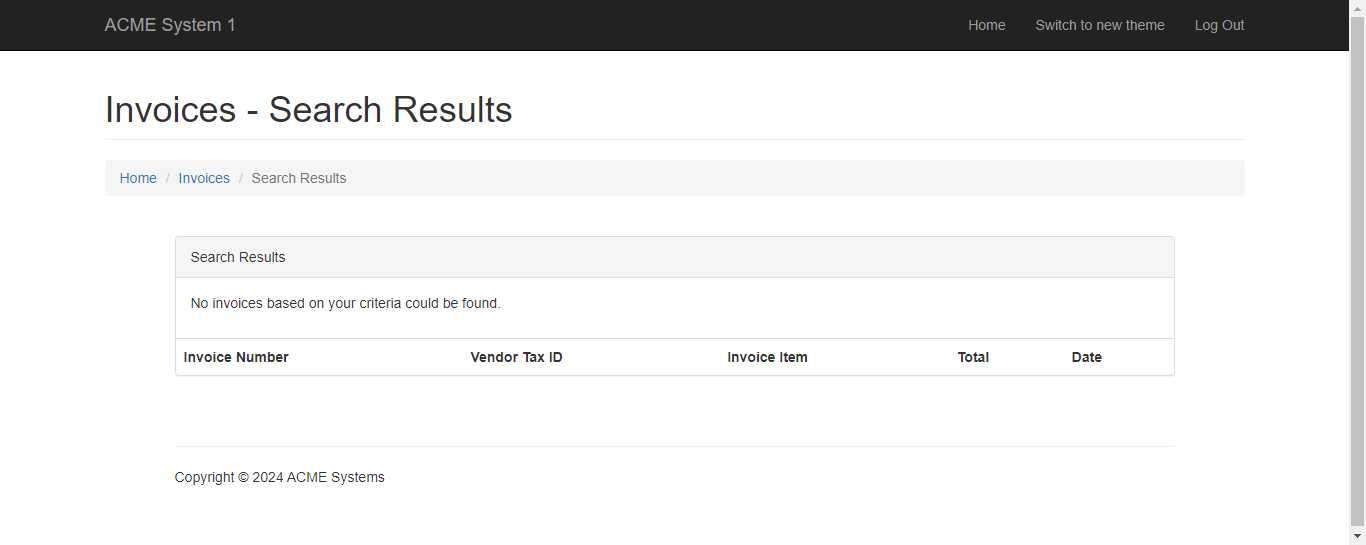 ACME System 1 Home Switch to new theme Log Out
Invoices - Search Results
Home / Invoices / Search Results
Search Results
No invoices based on your criteria could be found.
Invoice Number Vendor Tax ID Invoice Item Total Date
Copyright © 2024 ACME Systems